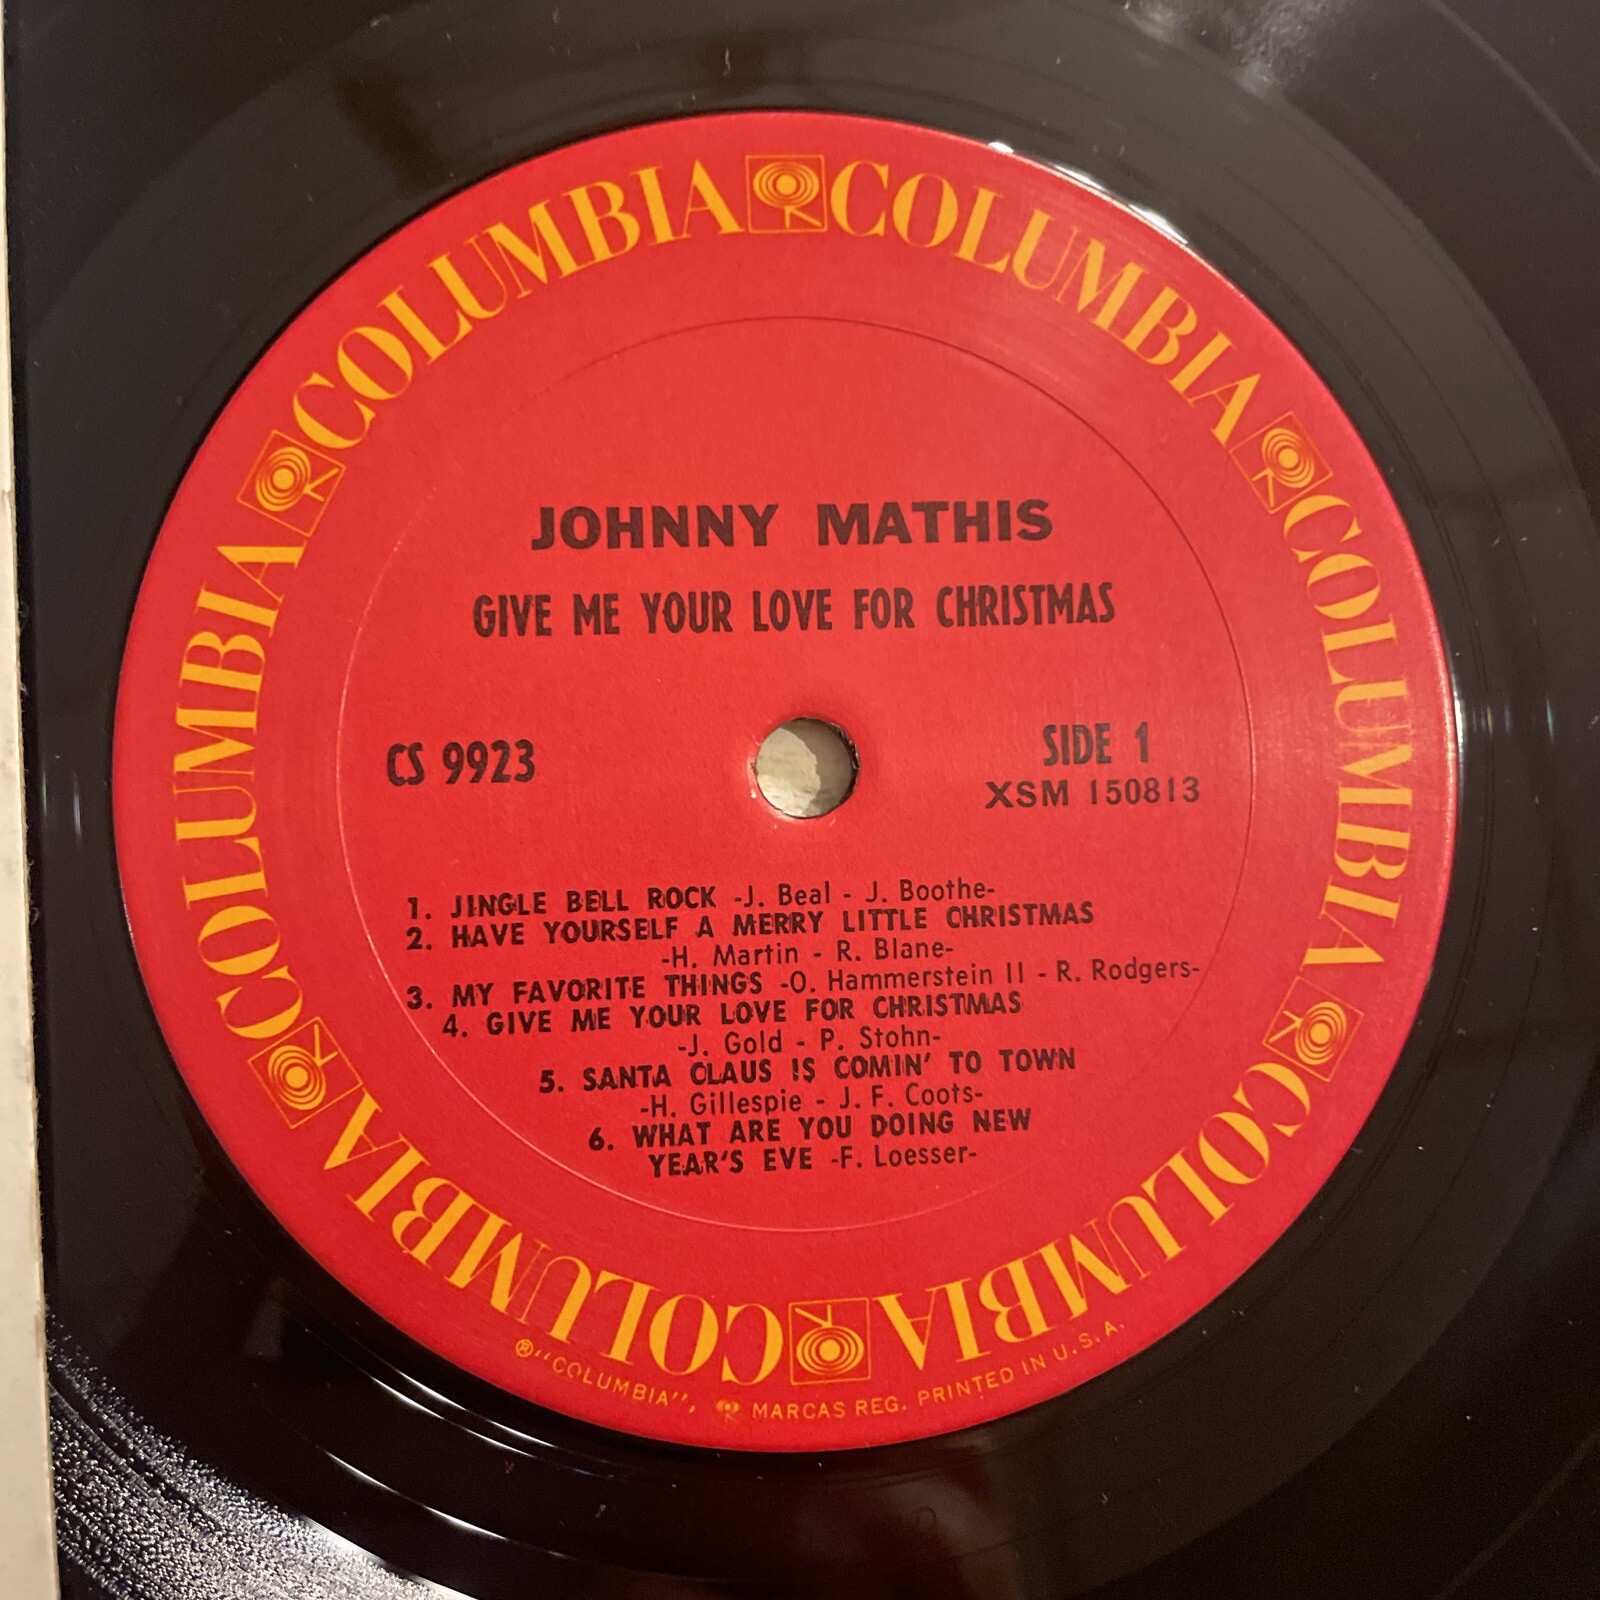 COLUMBIA COLUMBIA COLUMBIA COLUMBIA COLUMBIA COLUMBIA
JOHNNY MATHIS
GIVE ME YOUR LOVE FOR CHRISTMAS
CS 9923
SIDE 1
XSM 150813
1. JINGLE BELL ROCK -J. Beal - J. Boothe-
2. HAVE YOURSELF A MERRY LITTLE CHRISTMAS
-H. Martin - R. Blane-
3. MY FAVORITE THINGS -O. Hammerstein II - R. Rodgers-
4. GIVE ME YOUR LOVE FOR CHRISTMAS
-J. Gold - P. Stohn-
5. SANTA CLAUS IS COMIN' TO TOWN
-H. Gillespie - J. F. Coots-
6. WHAT ARE YOU DOING NEW
YEAR'S EVE -F. Loesser-
®"COLUMBIA", MARCAS REG. PRINTED IN U.S.A.